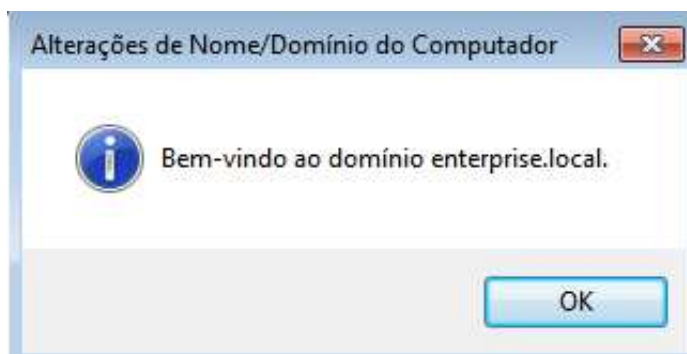 Alterações de Nome/Domínio do Computador
Bem-vindo ao domínio enterprise.local.
OK